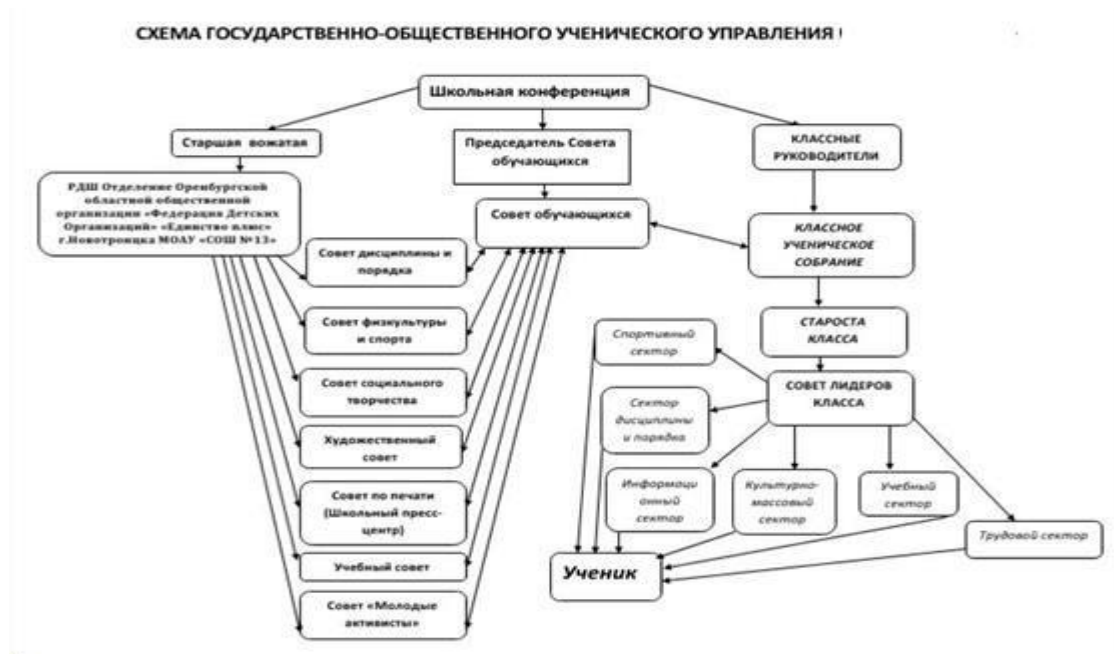 СХЕМА ГОСУДАРСТВЕННО-ОБЩЕСТВЕННОГО УЧЕНИЧЕСКОГО УПРАВЛЕНИЯ
Школьная конференция
Старшая вожатая
Председатель Совета
обучающихся
КЛАССНЫЕ
РУКОВОДИТЕЛИ
РДШ Отделение Оренбургской
областной общественной
организации «Федерация Детских
Организаций» «Единство плюс»
г.Новотроицка МОАУ «СОШ №13»
Совет обучающихся
КЛАССНОЕ
УЧЕНИЧЕСКОЕ
СОБРАНИЕ
Совет дисциплины и
порядка
Совет физкультуры
и спорта
Совет социального
творчества
Художественный
совет
Совет по печати
(Школьный пресс-
центр)
Учебный совет
Совет «Молодые
активисты»
СТАРОСТА
КЛАССА
СОВЕТ ЛИДЕРОВ
КЛАССА
Спортивный
сектор
Сектор
дисциплины
и порядка
Информаци
онный
сектор
Культурно-
массовый
сектор
Учебный
сектор
Трудовой сектор
Ученик